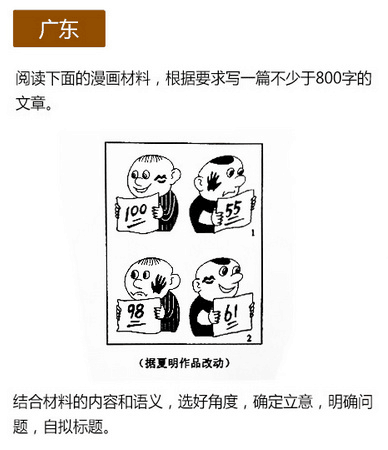 广东
阅读下面的漫画材料，根据要求写一篇不少于800字的
文章。
100
55
1
98
61
2
（据夏明作品改动）
结合材料的内容和语义，选好角度，确定立意，明确问
题，自拟标题。